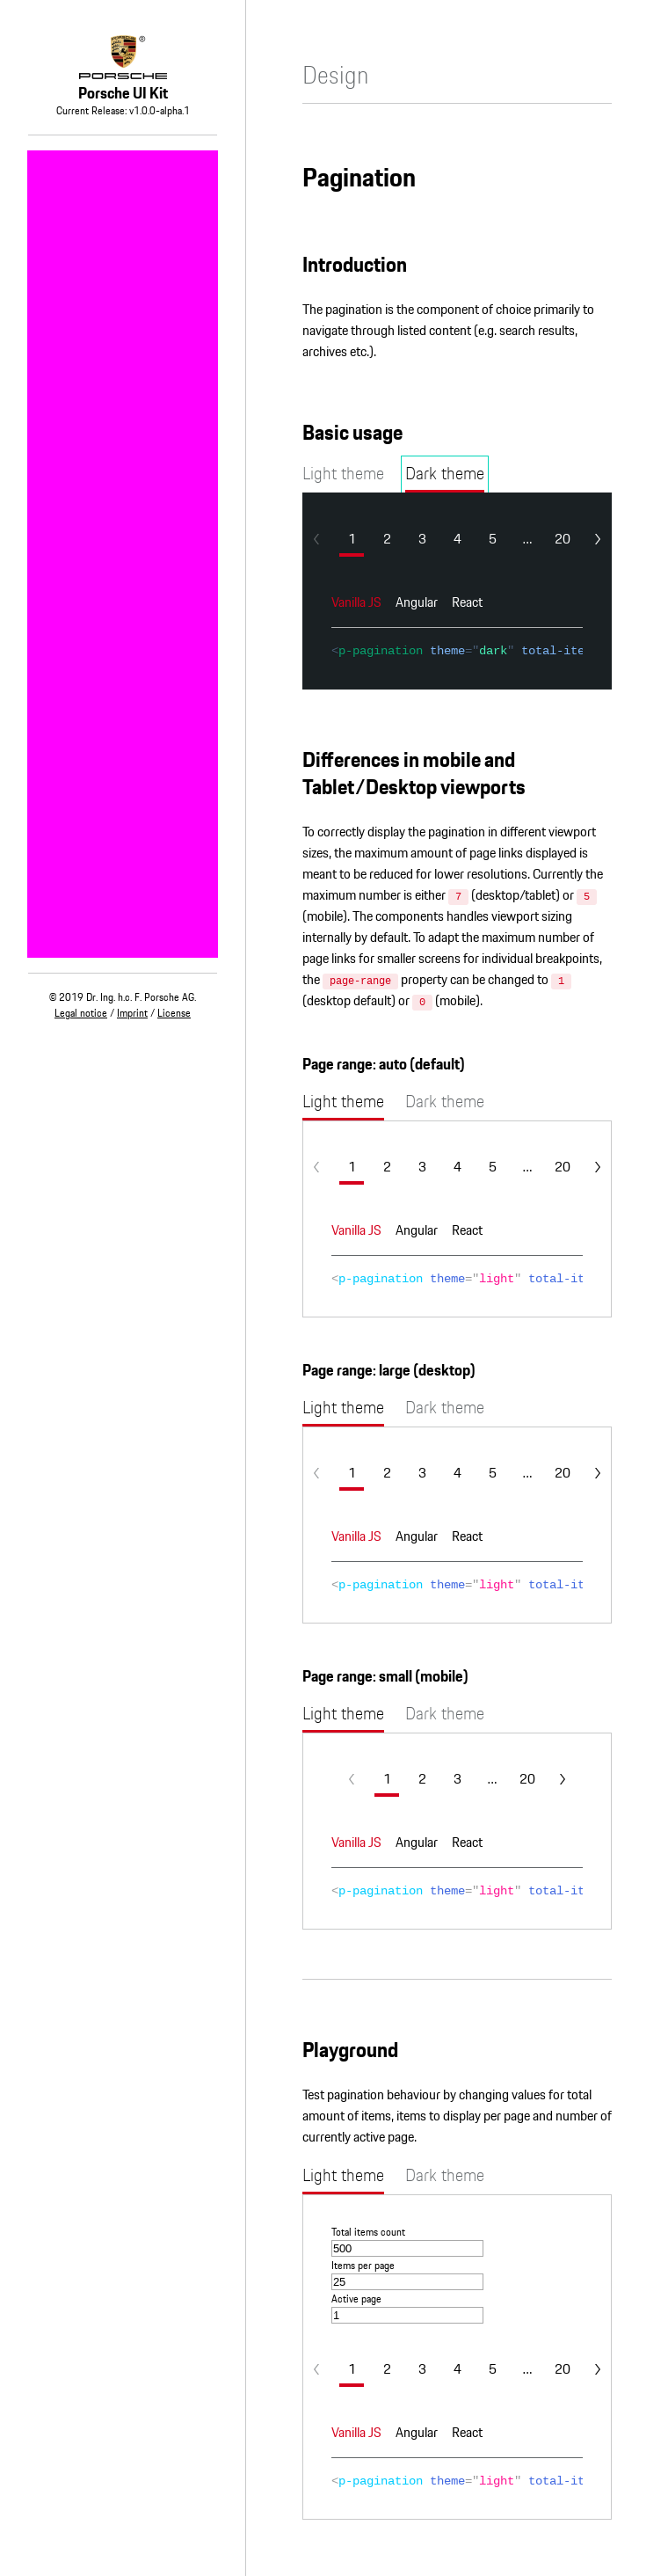 PORSCHE
Porsche UI Kit
Current Release: v1.0.0-alpha.1
© 2019 Dr. Ing. h.c. F. Porsche AG.
Legal notice / Imprint / License
Design
Pagination
Introduction
The pagination is the component of choice primarily to
navigate through listed content (e.g. search results,
archives etc.).
Basic usage
Light theme Dark theme
1 2 3 4 5 ... 20
Vanilla JS Angular React
<p-pagination theme="dark" total-ite
Differences in mobile and
Tablet/Desktop viewports
To correctly display the pagination in different viewport
sizes, the maximum amount of page links displayed is
meant to be reduced for lower resolutions. Currently the
maximum number is either 7 (desktop/tablet) or 5
(mobile). The components handles viewport sizing
internally by default. To adapt the maximum number of
page links for smaller screens for individual breakpoints,
the page-range property can be changed to 1
(desktop default) or 0 (mobile).
Page range: auto (default)
Light theme Dark theme
1 2 3 4 5 ... 20
Vanilla JS Angular React
<p-pagination theme="light" total-it
Page range: large (desktop)
Light theme Dark theme
1 2 3 4 5 ... 20
Vanilla JS Angular React
<p-pagination theme="light" total-it
Page range: small (mobile)
Light theme Dark theme
1 2 3 ... 20
Vanilla JS Angular React
<p-pagination theme="light" total-it
Playground
Test pagination behaviour by changing values for total
amount of items, items to display per page and number of
currently active page.
Light theme Dark theme
Total items count
500
Items per page
25
Active page
1
1 2 3 4 5 ... 20
Vanilla JS Angular React
<p-pagination theme="light" total-it